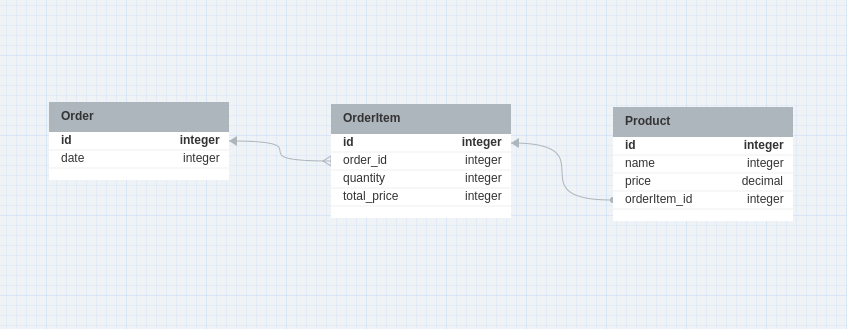 Order
id integer
date integer
OrderItem
id integer
order_id integer
quantity integer
total_price integer
Product
id integer
name integer
price decimal
orderItem_id integer